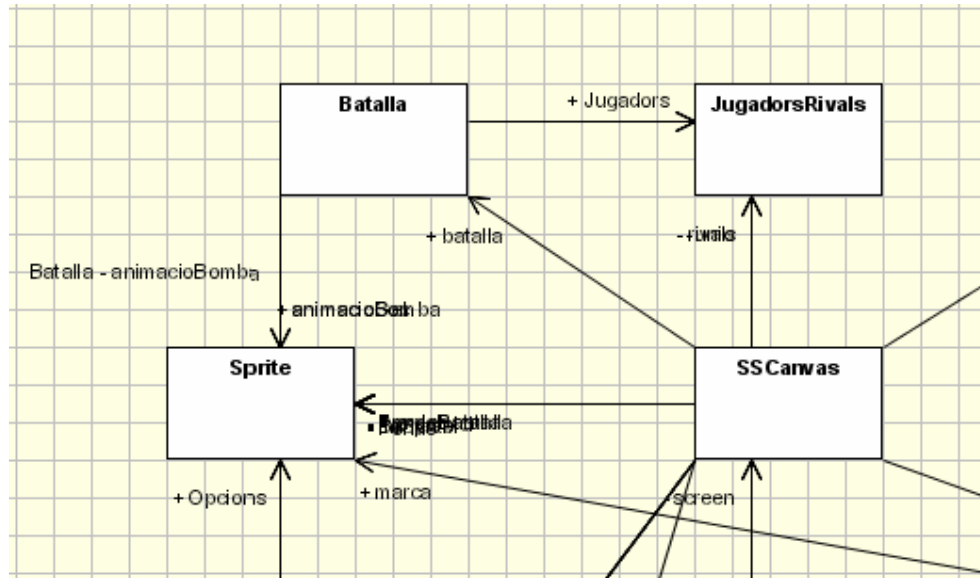 Batalla
+ Jugadors
JugadorsRivals
+ batalla
Batalla - animacioBomba
Sprite
SSCanvas
+ Opcions
+ marca
-screen